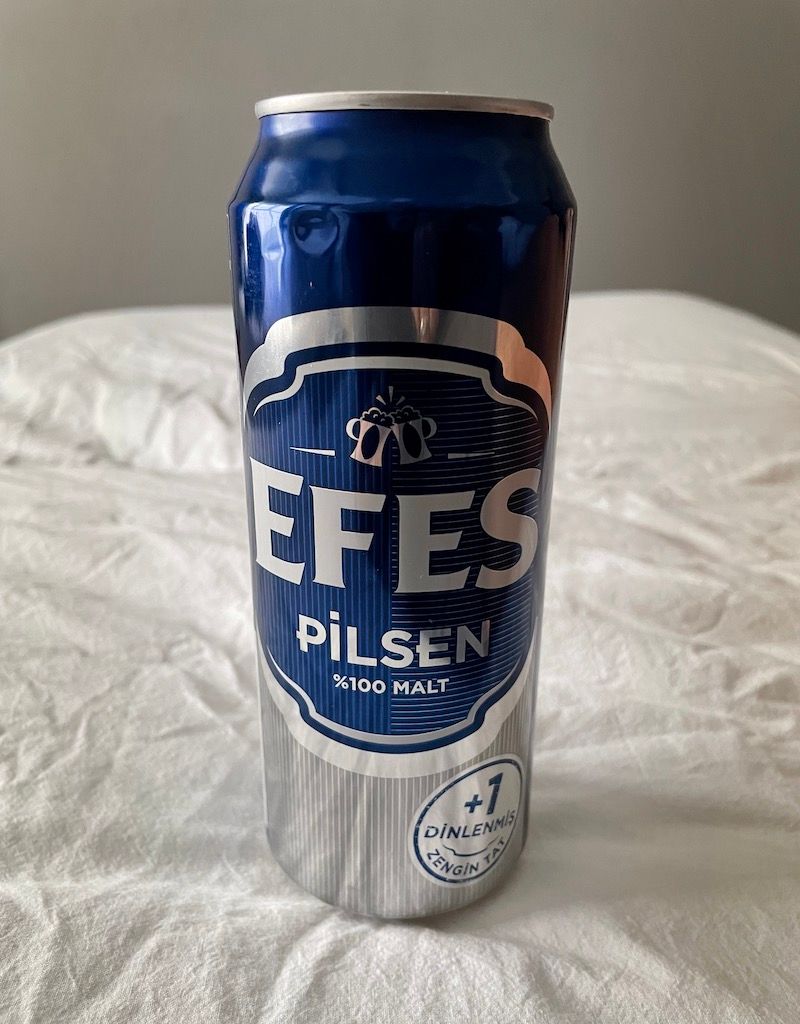 EFES
PİLSEN
%100 MALT
+1
DİNLENMİŞ
ZENGİN TAT